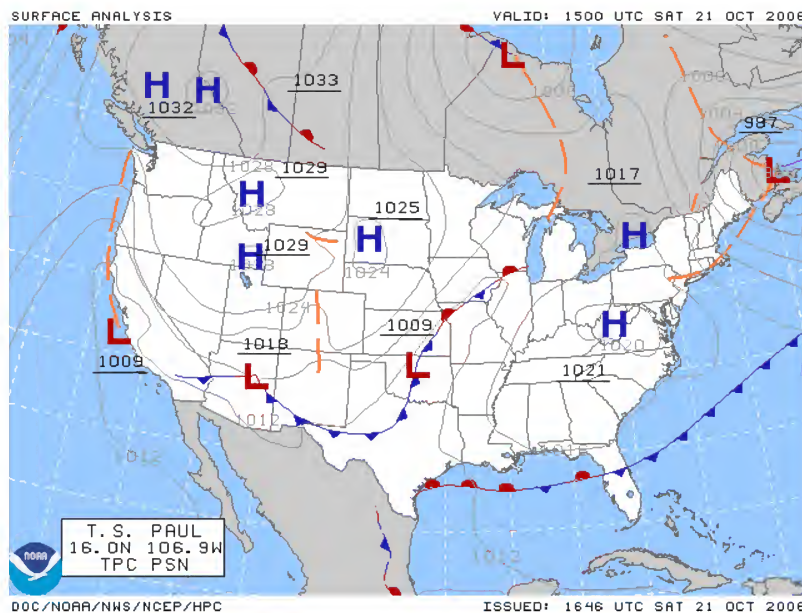 SURFACE ANALYSIS VALID: 1500 UTC SAT 21 OCT 2006
H H 1033
1032
L
1008
1004
987
L
1029
1028
H
1028
1017
1025
H
1024
H
H 1029
1024
1009
L
1009
1018
L
L
H
1020
1021
1012
1012
1012
T.S. PAUL
16.0N 106.9W
TPC PSN
NOAA
DOC/NOAA/NWS/NCEP/HPC ISSUED: 1646 UTC SAT 21 OCT 2006